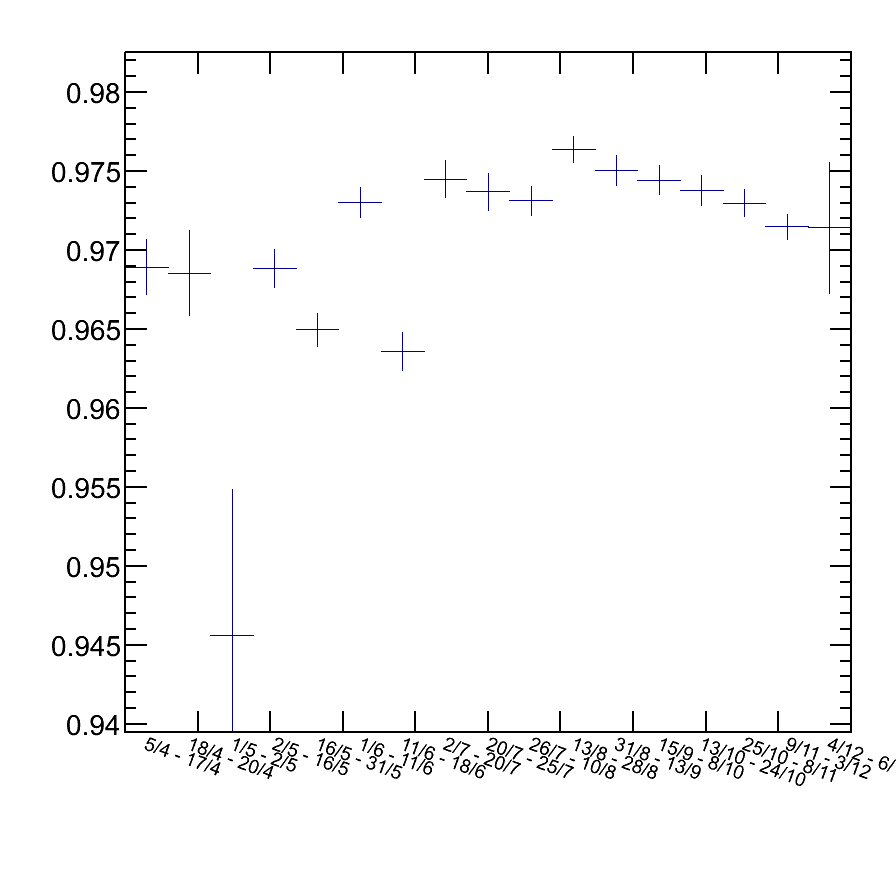 0.98
0.975
0.97
0.965
0.96
0.955
0.95
0.945
0.94
5/4 - 17/4
18/4 - 20/4
1/5 - 2/5
2/5 - 16/5
16/5 - 31/5
1/6 - 11/6
11/6 - 18/6
2/7 - 20/7
20/7 - 25/7
26/7 - 10/8
13/8 - 28/8
31/8 - 13/9
15/9 - 8/10
13/10 - 24/10
25/10 - 8/11
9/11 - 3/12
4/12 - 6/